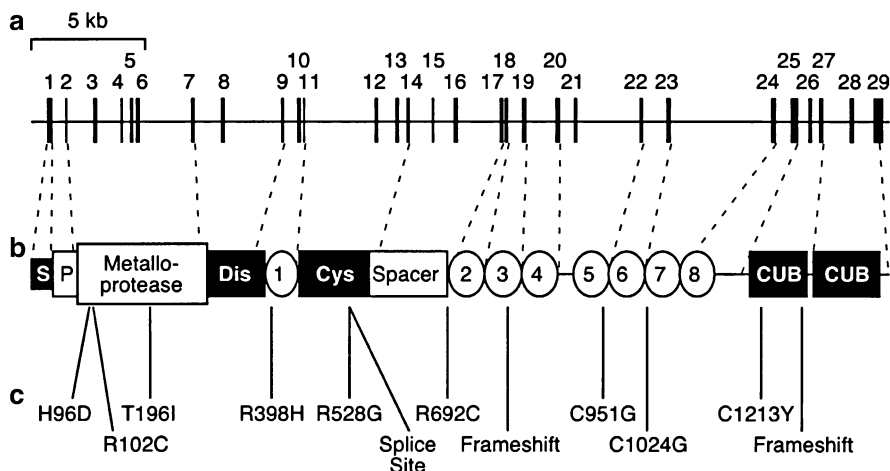 a
5 kb
5 10 18 20 25 27
13 15
1 2 3 4 6 7 8 9 11 12 14 16 17 19 21 22 23 24 26 28 29
b
S P Metallo-
protease Dis 1 Cys Spacer 2 3 4 5 6 7 8 CUB CUB
c
H96D T196I R398H R528G R692C C951G C1213Y
R102C Splice
Site Frameshift C1024G Frameshift